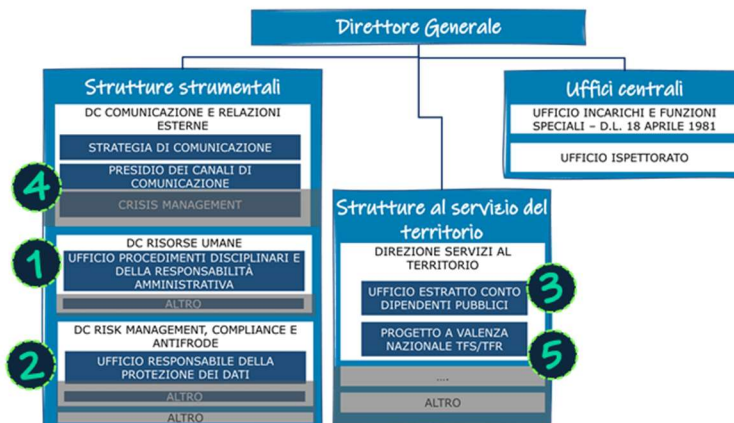 Direttore Generale
Strutture strumentali
DC COMUNICAZIONE E RELAZIONI
ESTERNE
STRATEGIA DI COMUNICAZIONE
PRESIDIO DEI CANALI DI
COMUNICAZIONE
4
CRISIS MANAGEMENT
DC RISORSE UMANE
1
UFFICIO PROCEDIMENTI DISCIPLINARI E
DELLA RESPONSABILITÀ
AMMINISTRATIVA
ALTRO
DC RISK MANAGEMENT, COMPLIANCE E
ANTIFRODE
2
UFFICIO RESPONSABILE DELLA
PROTEZIONE DEI DATI
ALTRO
ALTRO
Strutture al servizio del
territorio
DIREZIONE SERVIZI AL
TERRITORIO
UFFICIO ESTRATTO CONTO
DIPENDENTI PUBBLICI
3
PROGETTO A VALENZA
NAZIONALE TFS/TFR
5
....
ALTRO
Uffici centrali
UFFICIO INCARICHI E FUNZIONI
SPECIALI – D.L. 18 APRILE 1981
UFFICIO ISPETTORATO